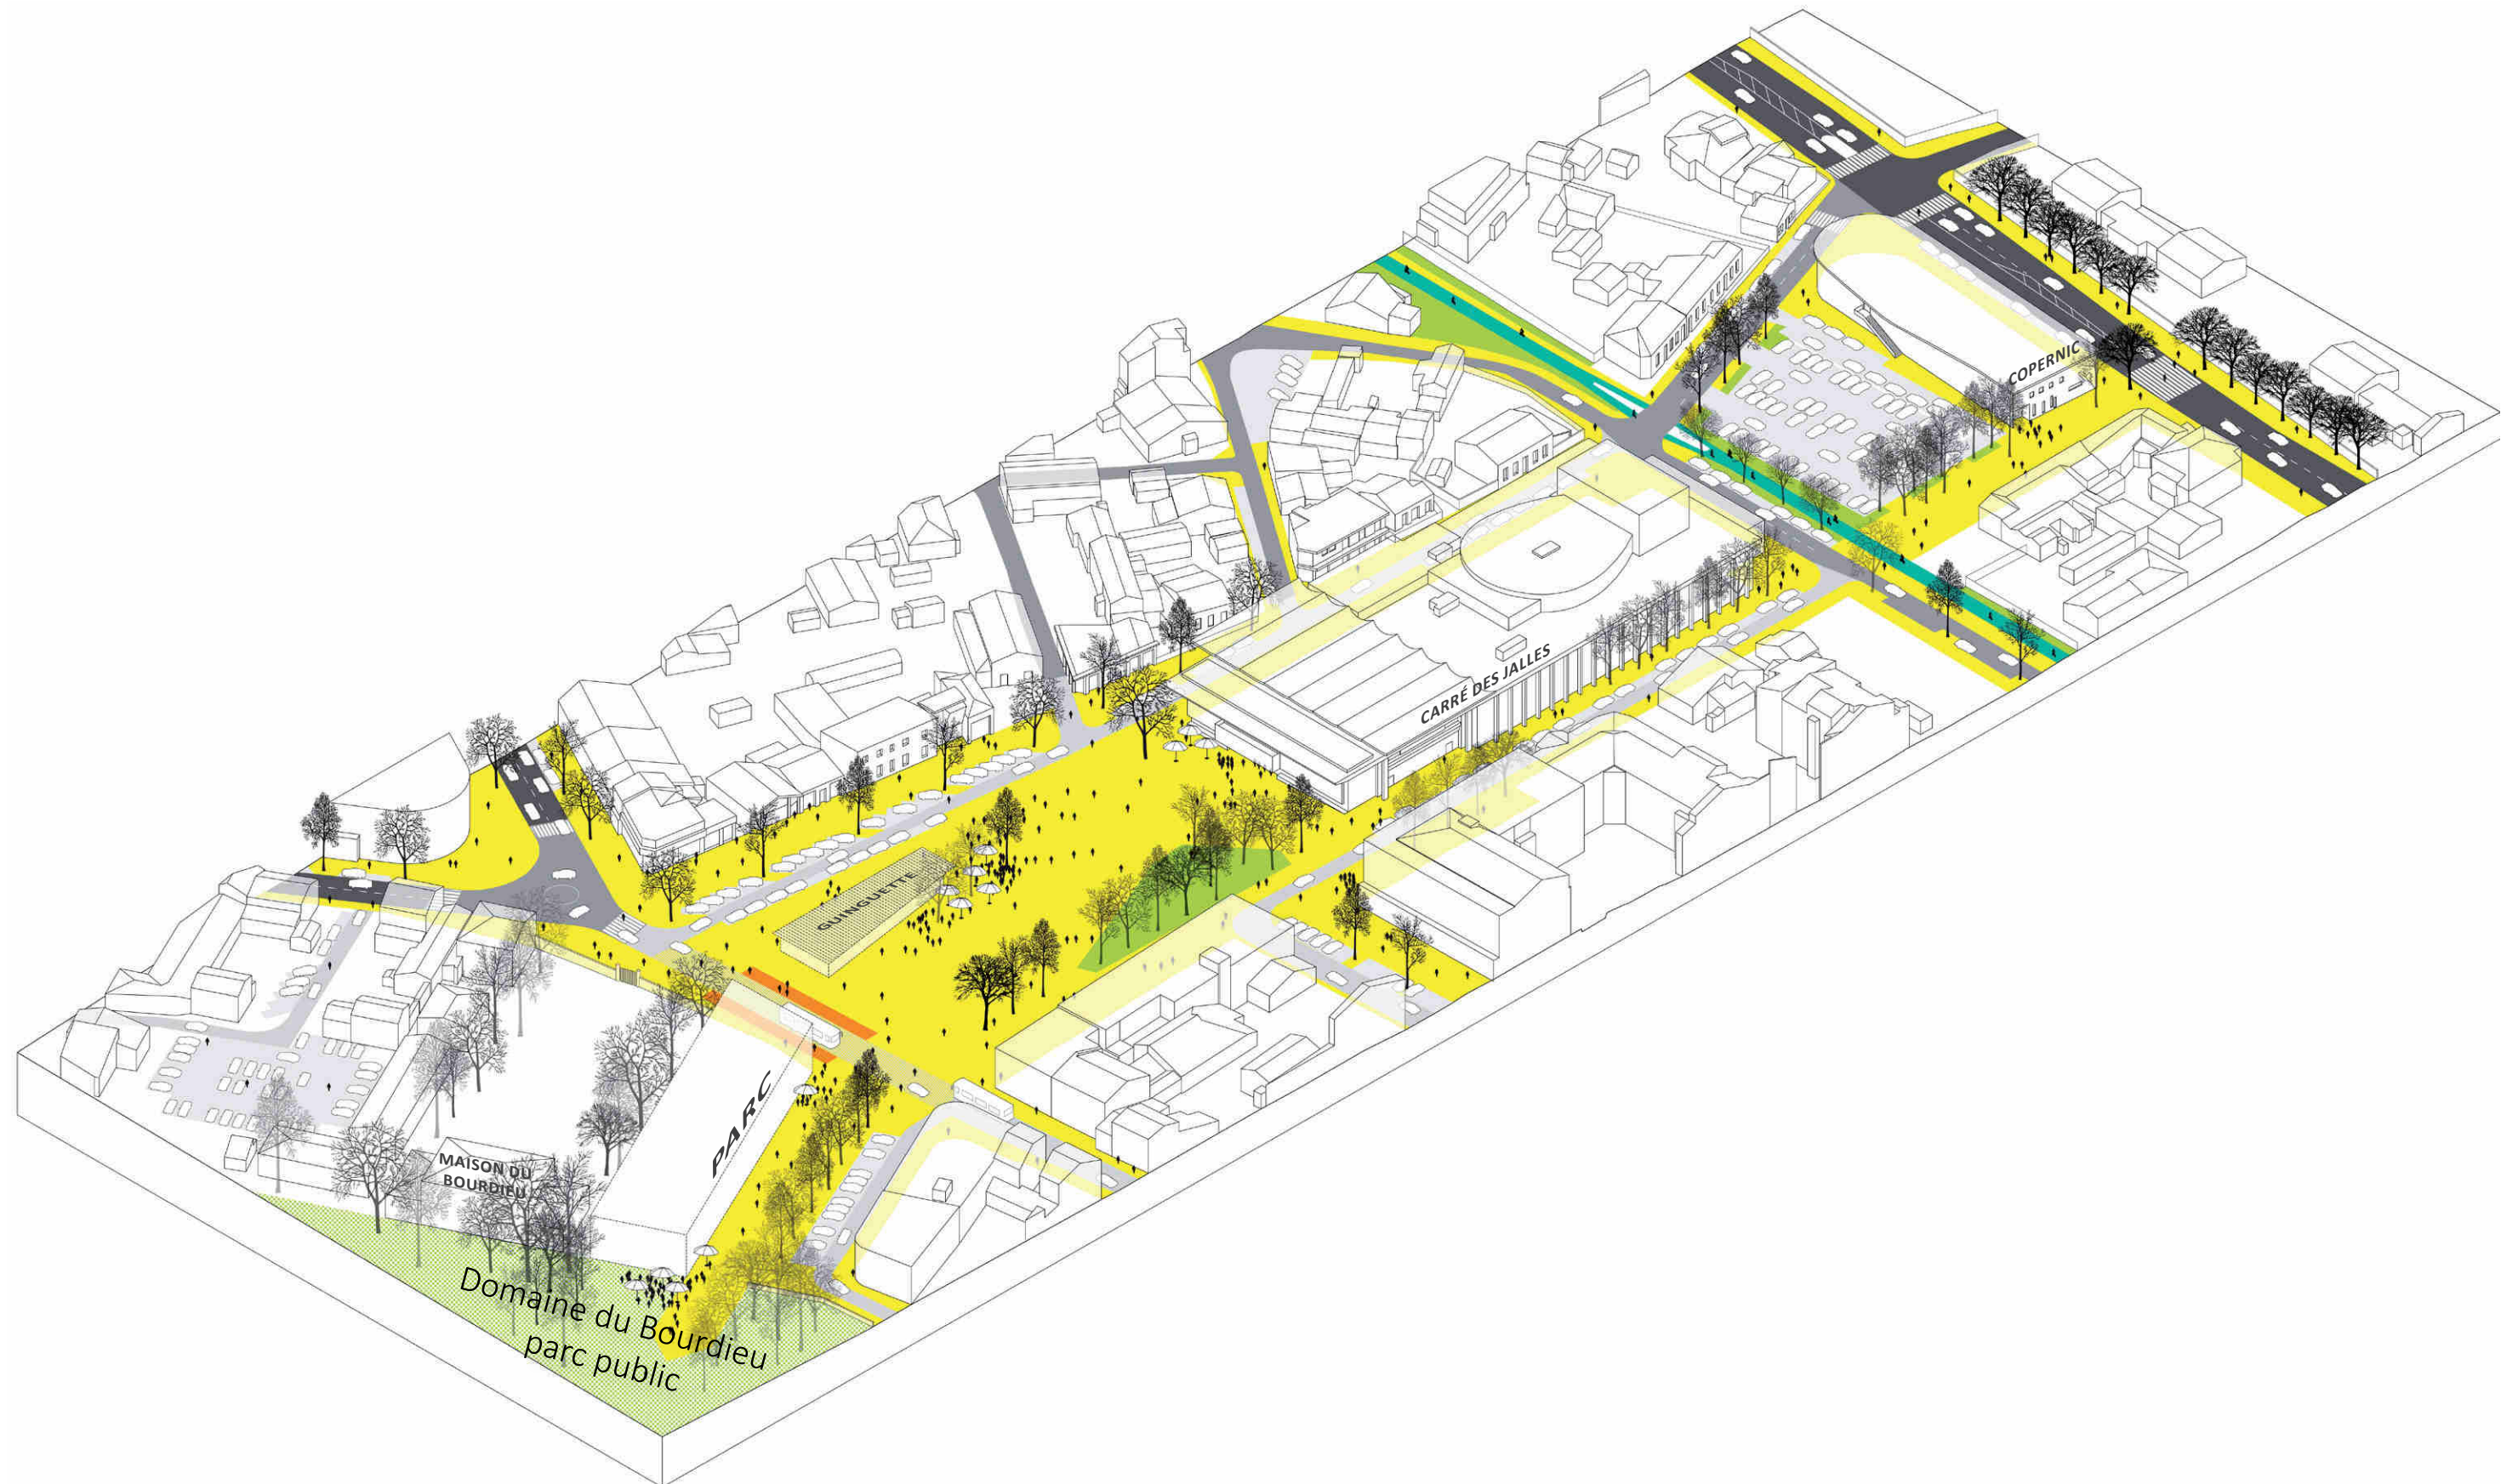 COPERNIC
CARRÉ DES JALLES
GUINGUETTE
PARC
MAISON DU
BOURDIEU
Domaine du Bourdieu
parc public